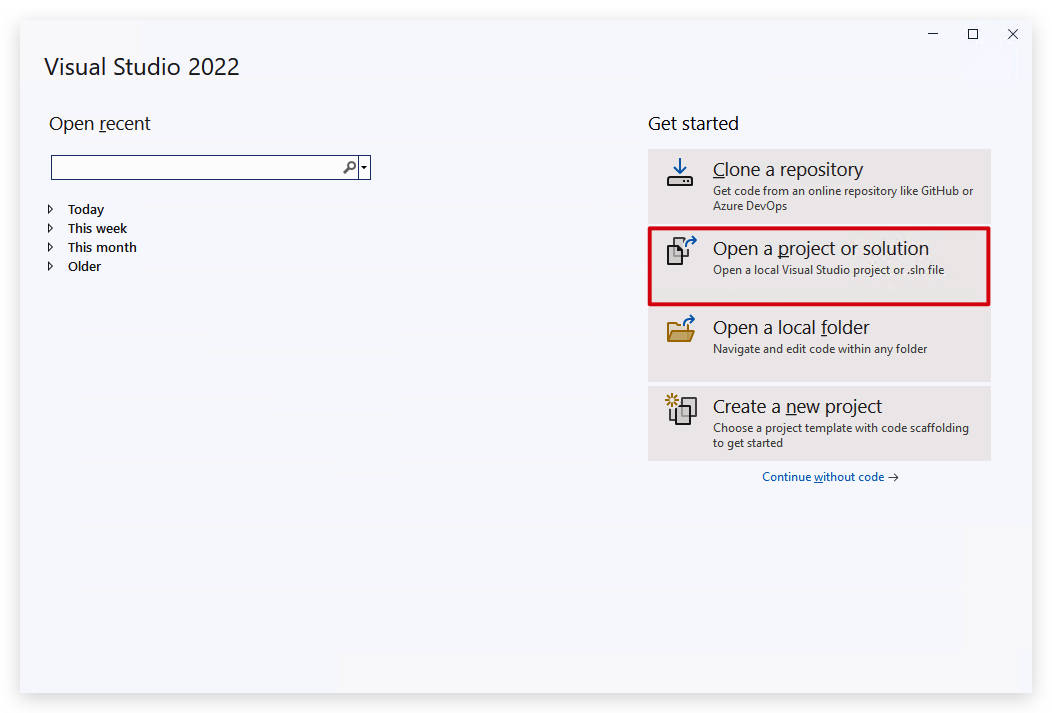 Visual Studio 2022
Open recent
Today
This week
This month
Older
Get started
Clone a repository
Get code from an online repository like GitHub or
Azure DevOps
Open a project or solution
Open a local Visual Studio project or .sln file
Open a local folder
Navigate and edit code within any folder
Create a new project
Choose a project template with code scaffolding
to get started
Continue without code →